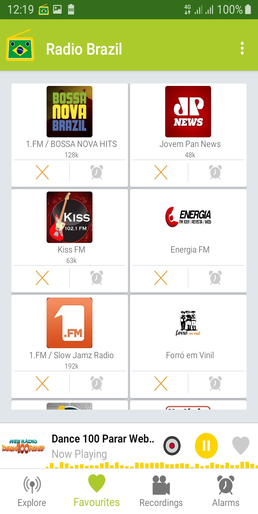 12:19
4G
100%
Radio Brazil
BOSSA
NOVA
BRAZIL
JP
NEWS
1.FM / BOSSA NOVA HITS
128k
Jovem Pan News
48k
Kiss
102.1 FM
ENERGIA
Kiss FM
63k
Energia FM
1.FM
1.FM / Slow Jamz Radio
192k
Forró em Vinil
WEB RÁDIO
Dance 100 Parar Web..
Now Playing
Explore
Favourites
Recordings
Alarms